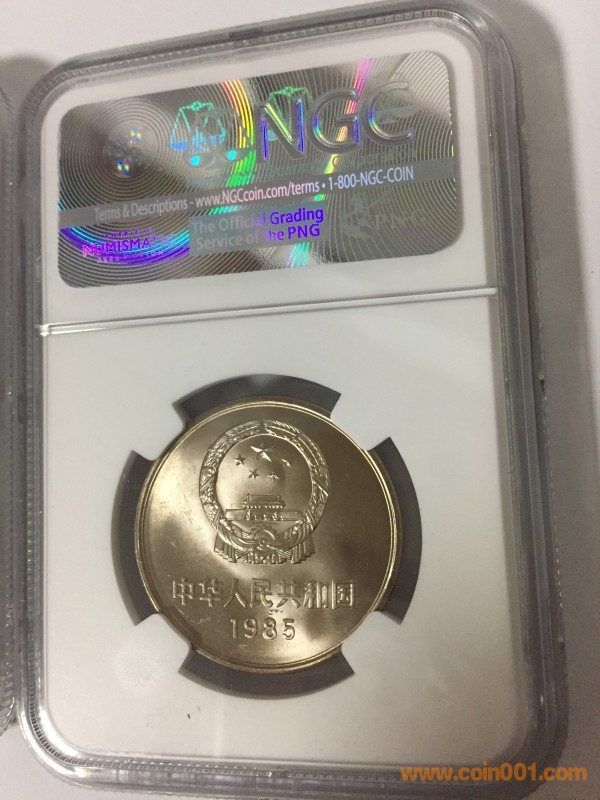 NGC
Terms & Descriptions - www.NGCcoin.com/terms • 1-800-NGC-COIN
The Official Grading
Service of the PNG
NUMISMATIC
中华人民共和国
1985
www.coin001.com